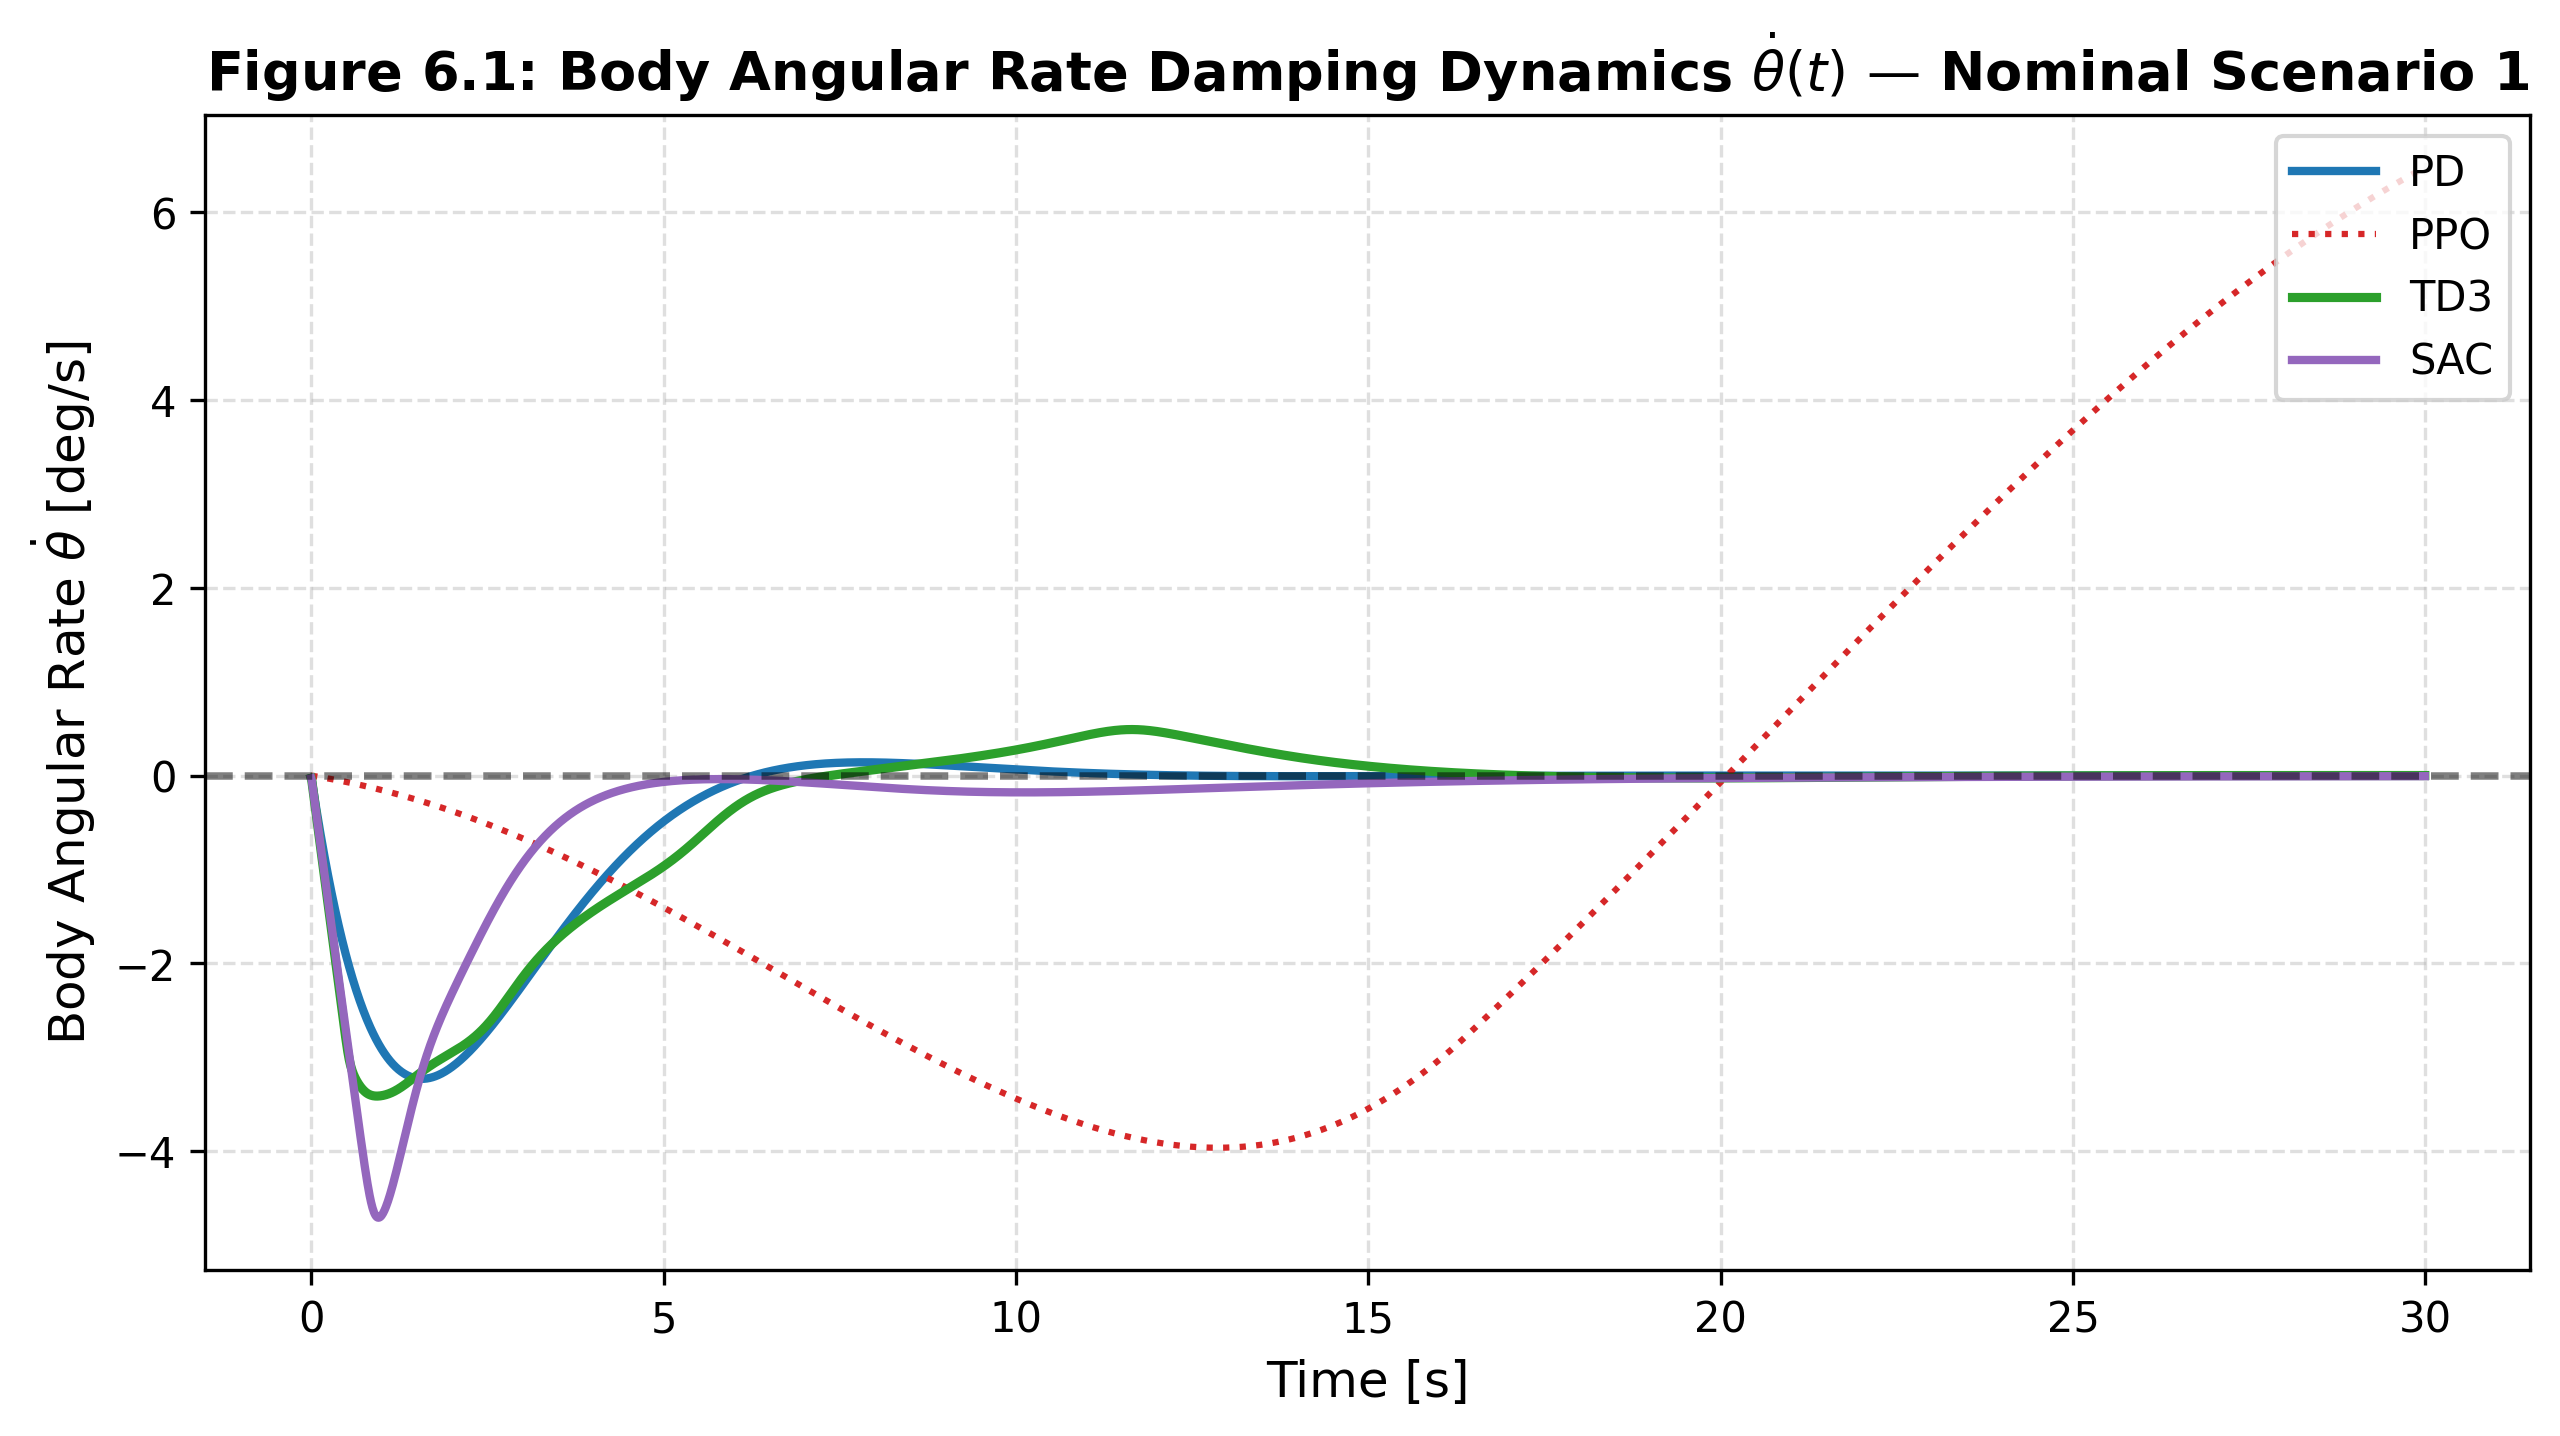 Figure 6.1: Body Angular Rate Damping Dynamics θ̇(t) — Nominal Scenario 1
Body Angular Rate θ̇ [deg/s]
6
4
2
0
−2
−4
PD
PPO
TD3
SAC
0 5 10 15 20 25 30
Time [s]